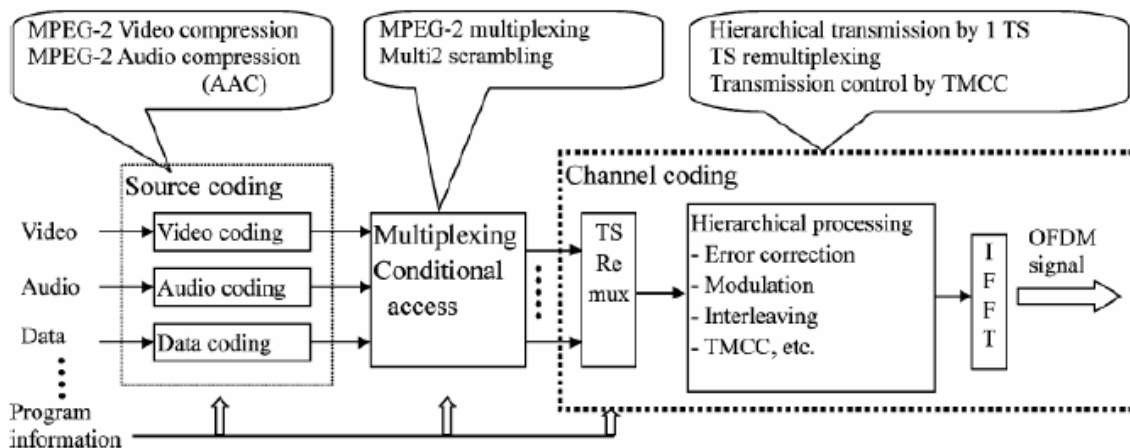 MPEG-2 Video compression
MPEG-2 Audio compression
(AAC)
MPEG-2 multiplexing
Multi2 scrambling
Hierarchical transmission by 1 TS
TS remultiplexing
Transmission control by TMCC
Source coding
Channel coding
Video
Video coding
Audio
Audio coding
Data
Data coding
Program
information
Multiplexing
Conditional
access
TS
Re
mux
Hierarchical processing
- Error correction
- Modulation
- Interleaving
- TMCC, etc.
I
F
F
T
OFDM
signal